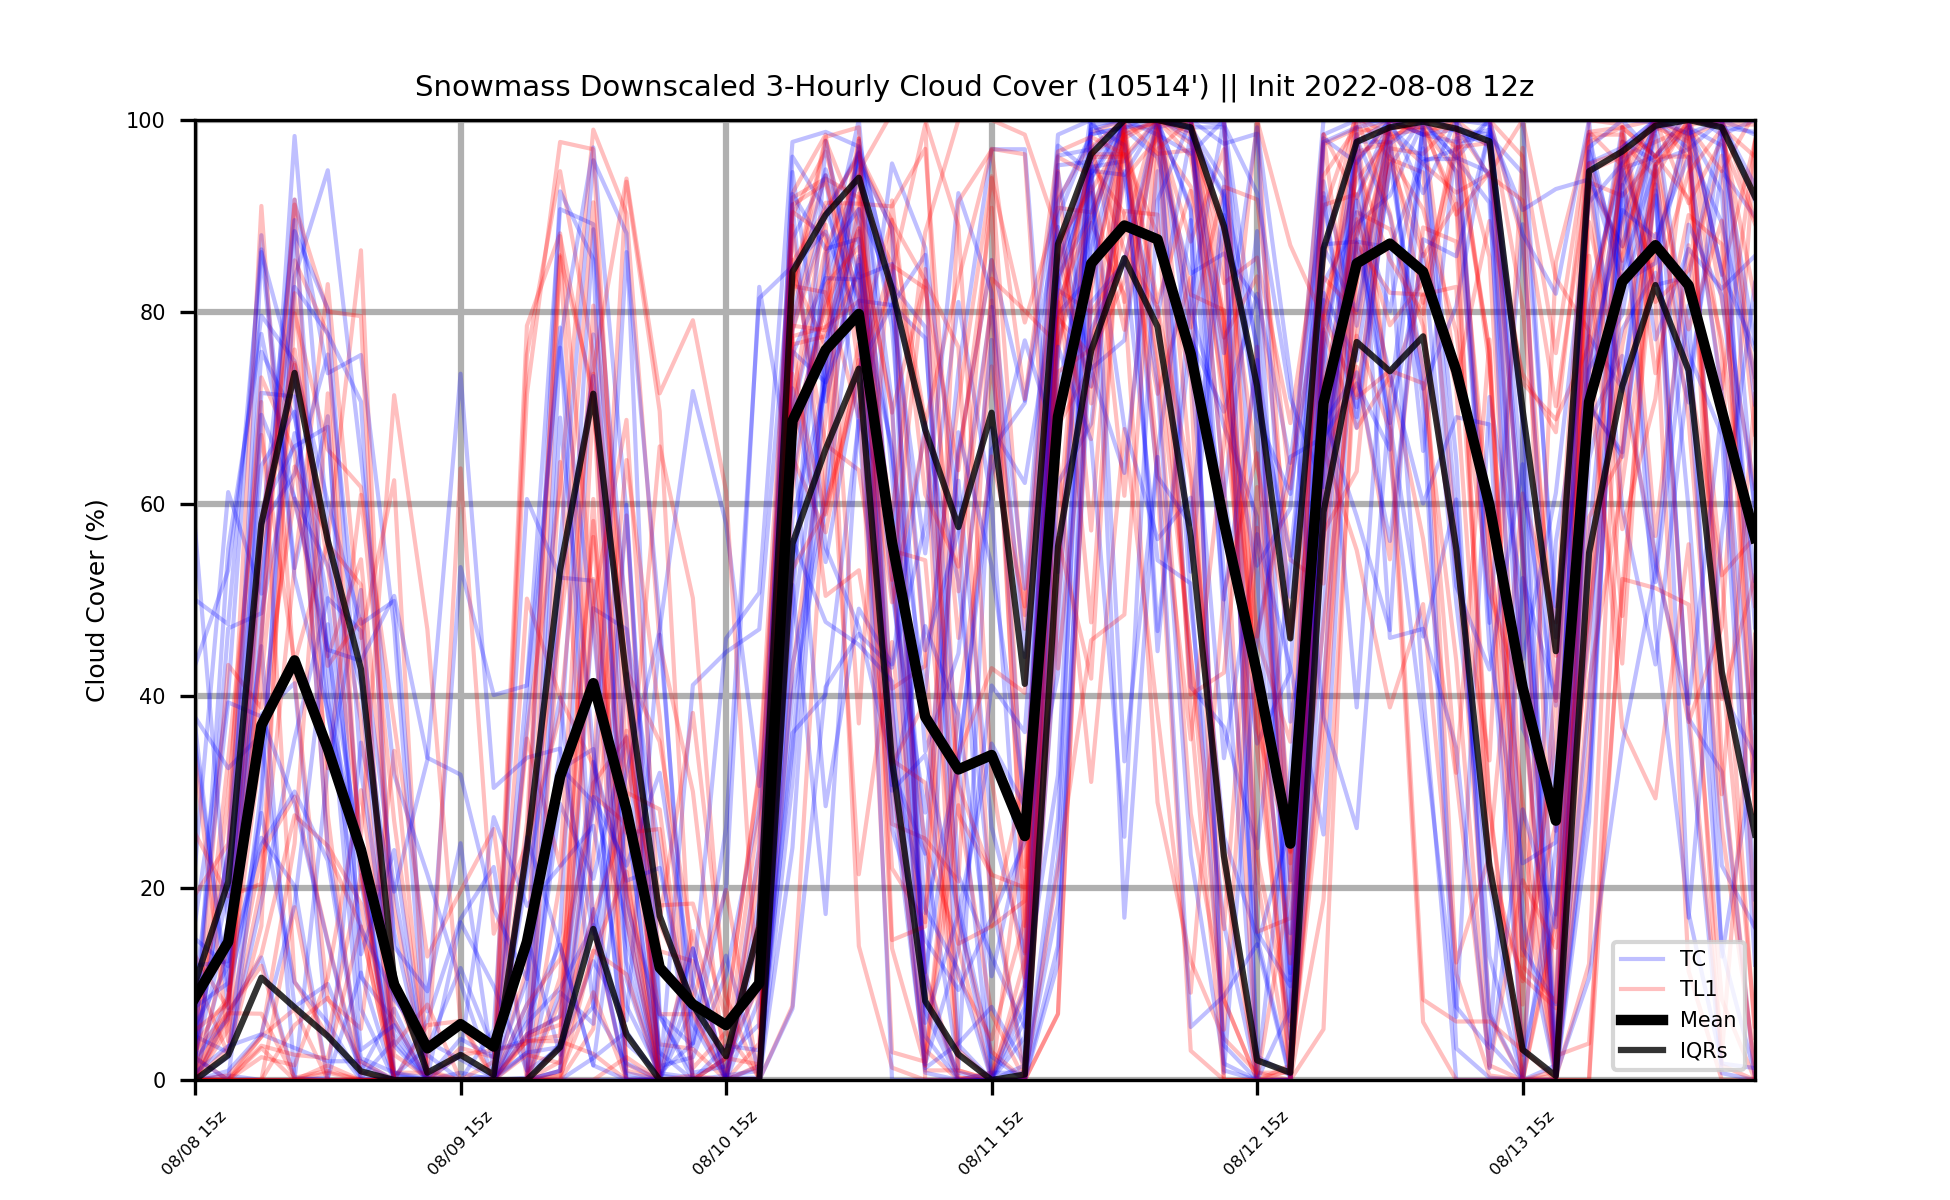 Snowmass Downscaled 3-Hourly Cloud Cover (10514') || Init 2022-08-08 12z
Cloud Cover (%)
100
80
60
40
20
0
TC
TL1
Mean
IQRs
08/08 15z
08/09 15z
08/10 15z
08/11 15z
08/12 15z
08/13 15z